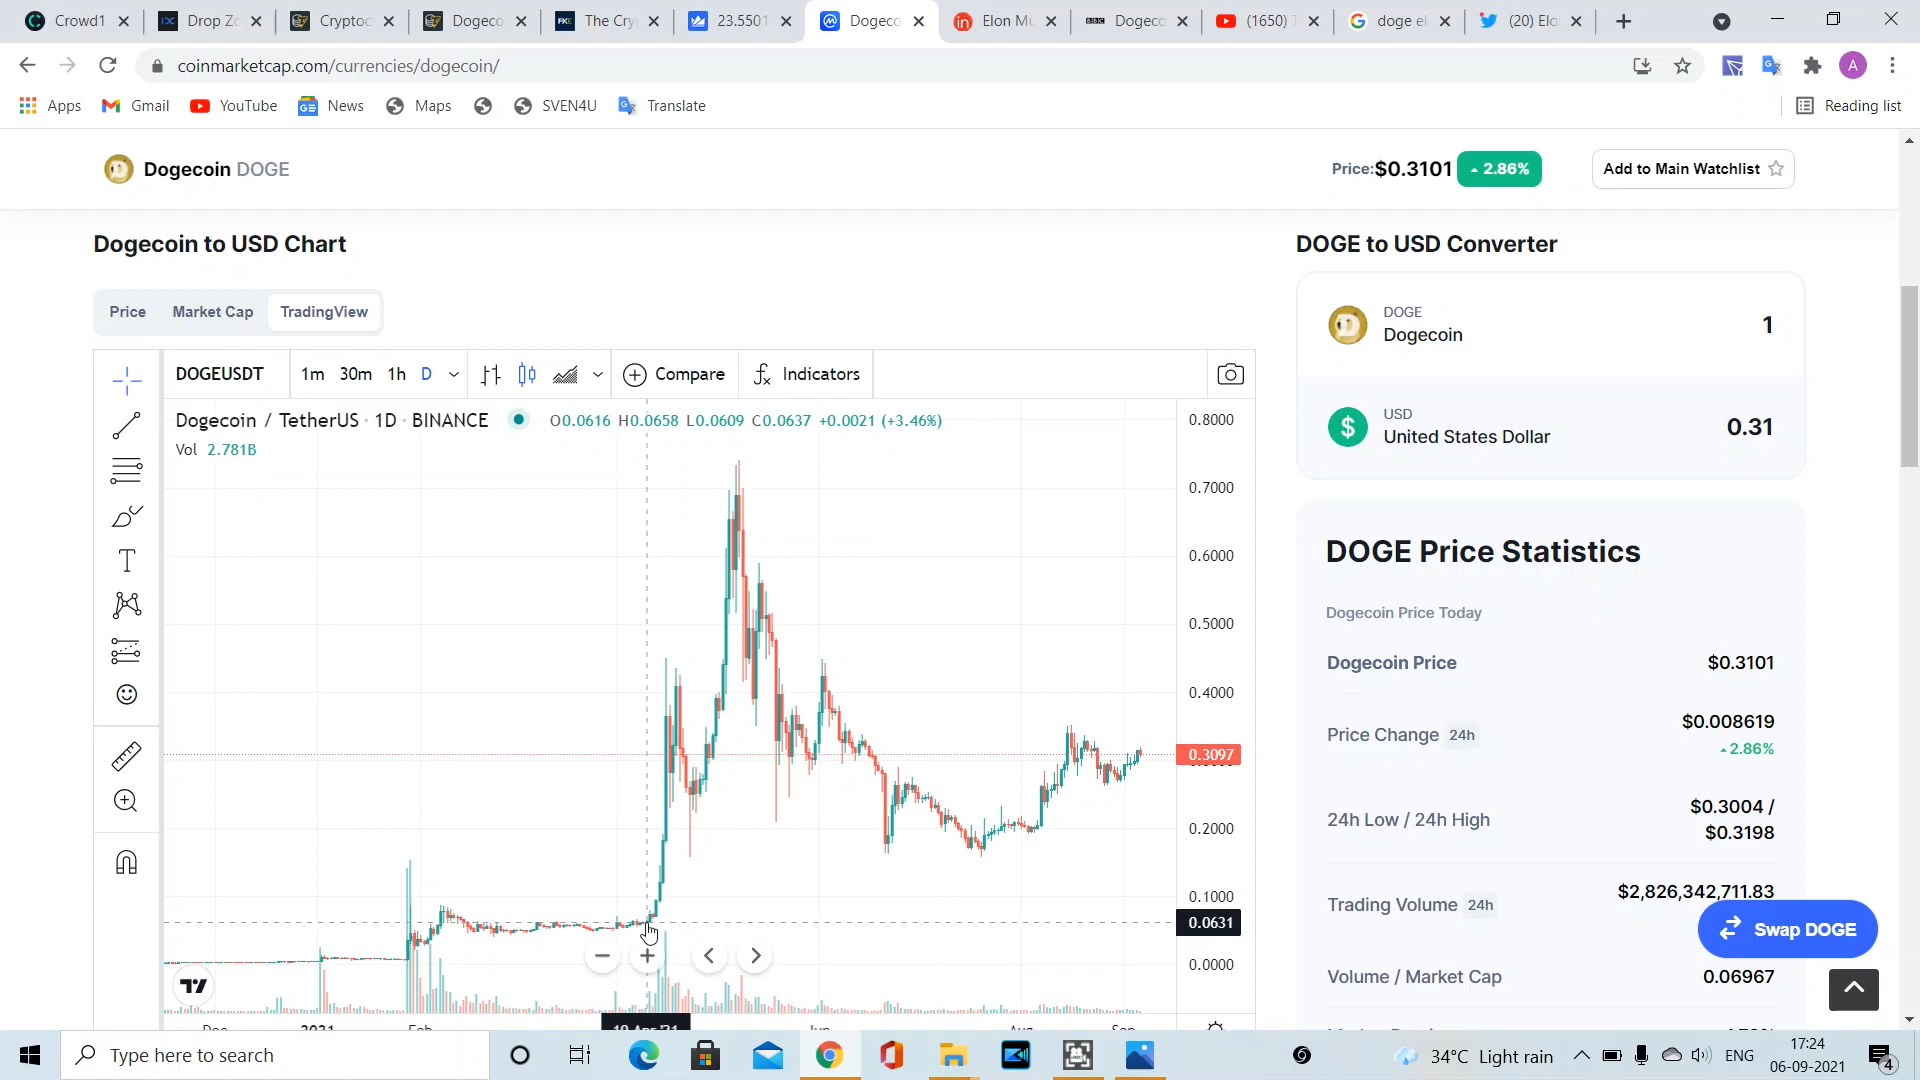 Crowd1
Drop Zo
Cryptoc
Dogeco
The Cry
23.5501
Dogeco
Elon Mu
BBC Dogeco
(1650) T
doge el
(20) Elo
coinmarketcap.com/currencies/dogecoin/
A
Apps
Gmail
YouTube
News
Maps
SVEN4U
Translate
Reading list
Dogecoin DOGE
Price:$0.3101
2.86%
Add to Main Watchlist
Dogecoin to USD Chart
DOGE to USD Converter
Price
Market Cap
TradingView
DOGE
Dogecoin
1
USD
United States Dollar
0.31
DOGEUSDT
1m 30m 1h D
Compare
Indicators
Dogecoin / TetherUS · 1D · BINANCE
O0.0616 H0.0658 L0.0609 C0.0637 +0.0021 (+3.46%)
Vol 2.781B
0.8000
0.7000
0.6000
0.5000
0.4000
0.3097
0.2000
0.1000
0.0631
0.0000
DOGE Price Statistics
Dogecoin Price Today
Dogecoin Price
$0.3101
Price Change 24h
$0.008619
2.86%
24h Low / 24h High
$0.3004 /
$0.3198
Trading Volume 24h
$2,826,342,711.83
Swap DOGE
Volume / Market Cap
0.06967
2021
Feb
Type here to search
34°C Light rain
ENG
17:24
06-09-2021
4